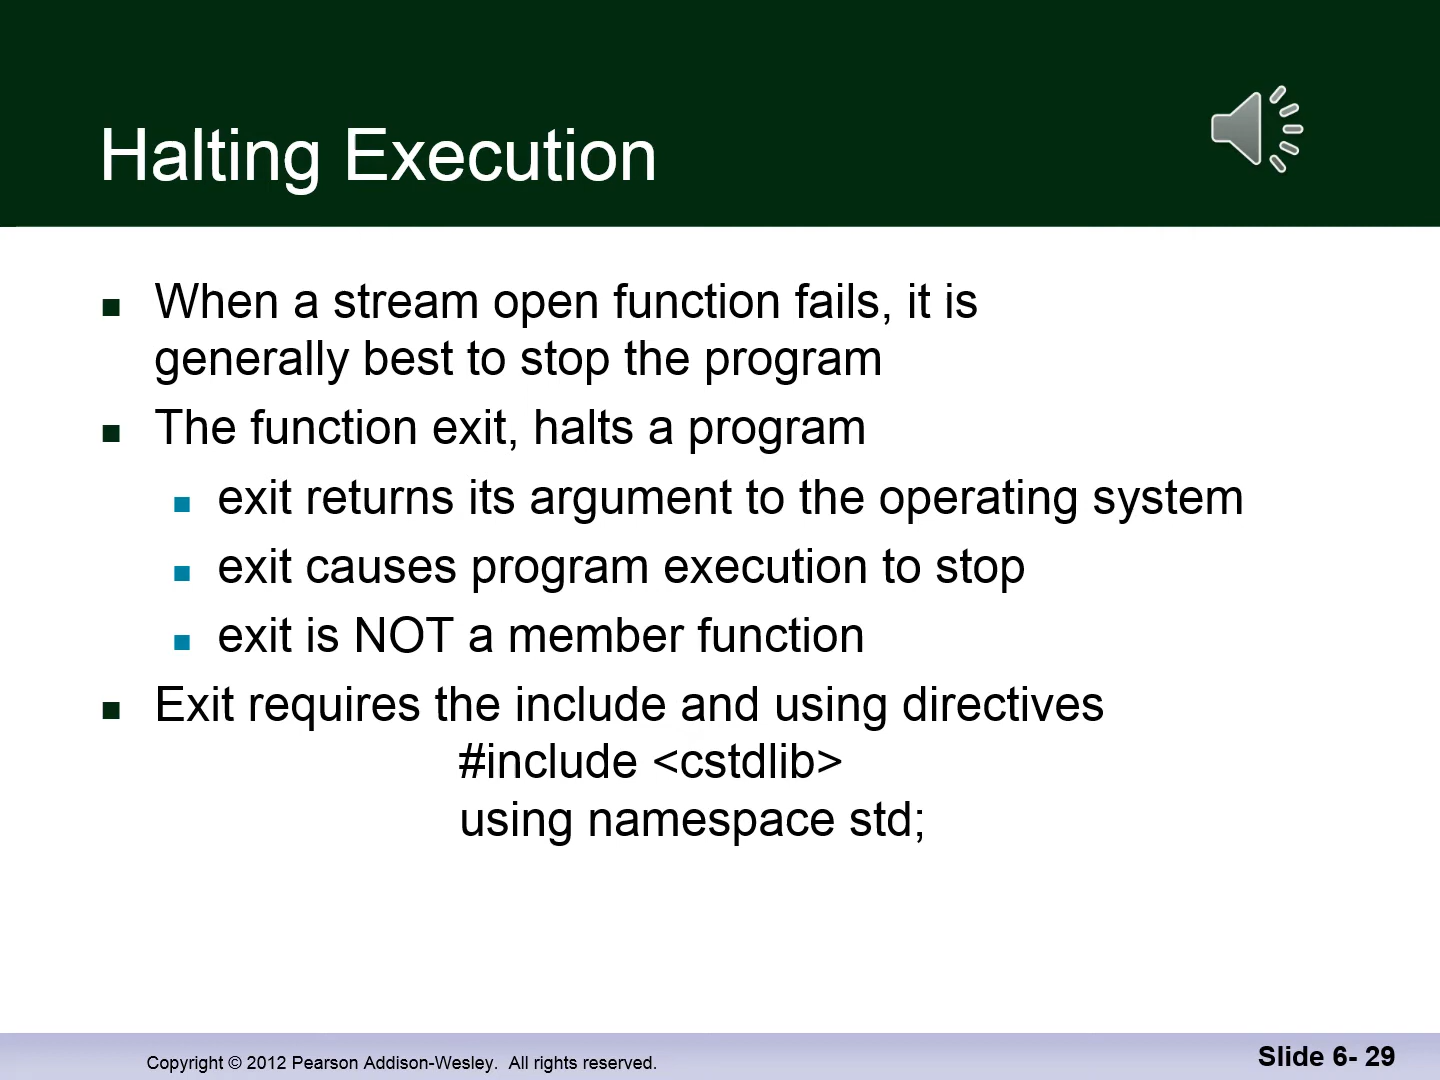 Halting Execution
When a stream open function fails, it is
generally best to stop the program
The function exit, halts a program
exit returns its argument to the operating system
exit causes program execution to stop
exit is NOT a member function
Exit requires the include and using directives
#include <cstdlib>
using namespace std;
Copyright © 2012 Pearson Addison-Wesley.  All rights reserved.
Slide 6- 29